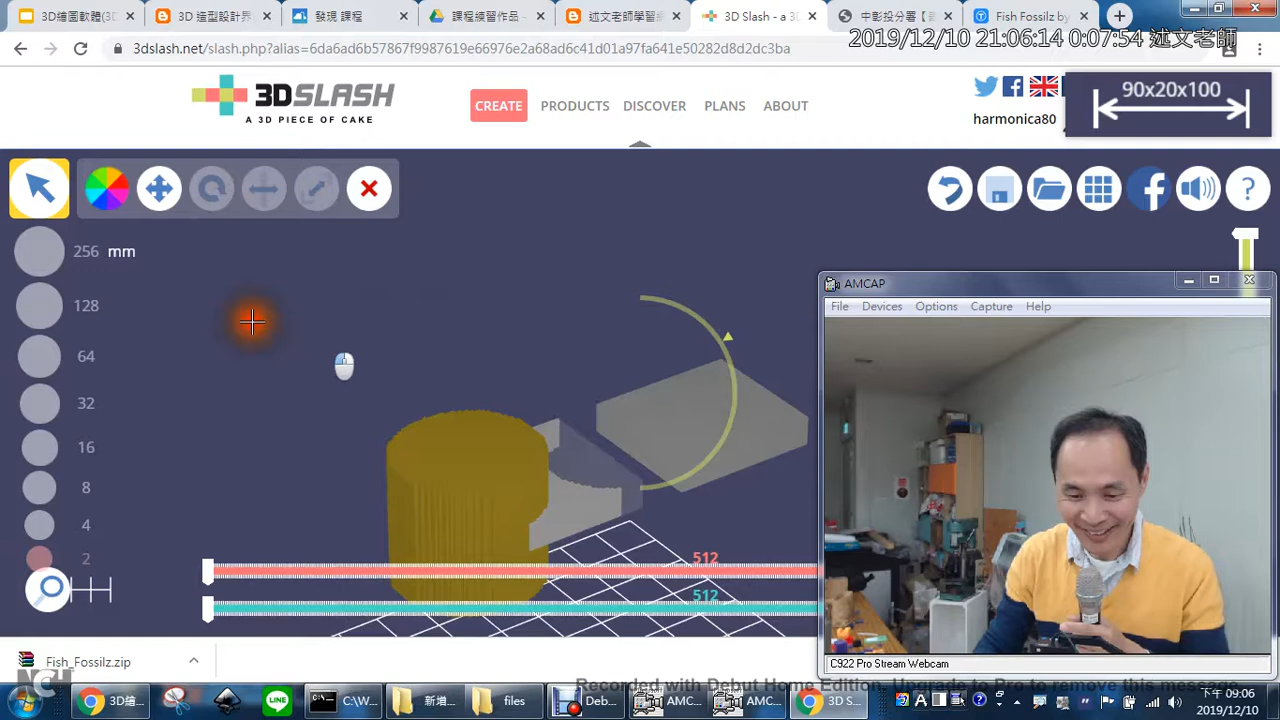 3D繪圖軟體(3DS
3D 造型設計界
發現 課程
課程練習作品 -
述文老師學習網
3D Slash - a 3D
中彰投分署【
Fish Fossilz by
3dslash.net/slash.php?alias=6da6ad6b57867f9987619e66976e2a68ad6c41d01a97fa641e50282d8d2dc3ba
2019/12/10 21:06:14 0:07:54 述文老師
3DSLASH
A 3D PIECE OF CAKE
CREATE
PRODUCTS
DISCOVER
PLANS
ABOUT
harmonica80
90x20x100
256 mm
128
64
32
16
8
4
2
512
512
AMCAP
File Devices Options Capture Help
C922 Pro Stream Webcam
Fish_Fossilz.zip
NCH
Recorded with Debut Home Edition. Upgrade to Pro to remove this message.
3DS...
LINE
C:\W...
新增...
files
Deb...
AMC...
AMC...
3D S...
下午 09:06
2019/12/10